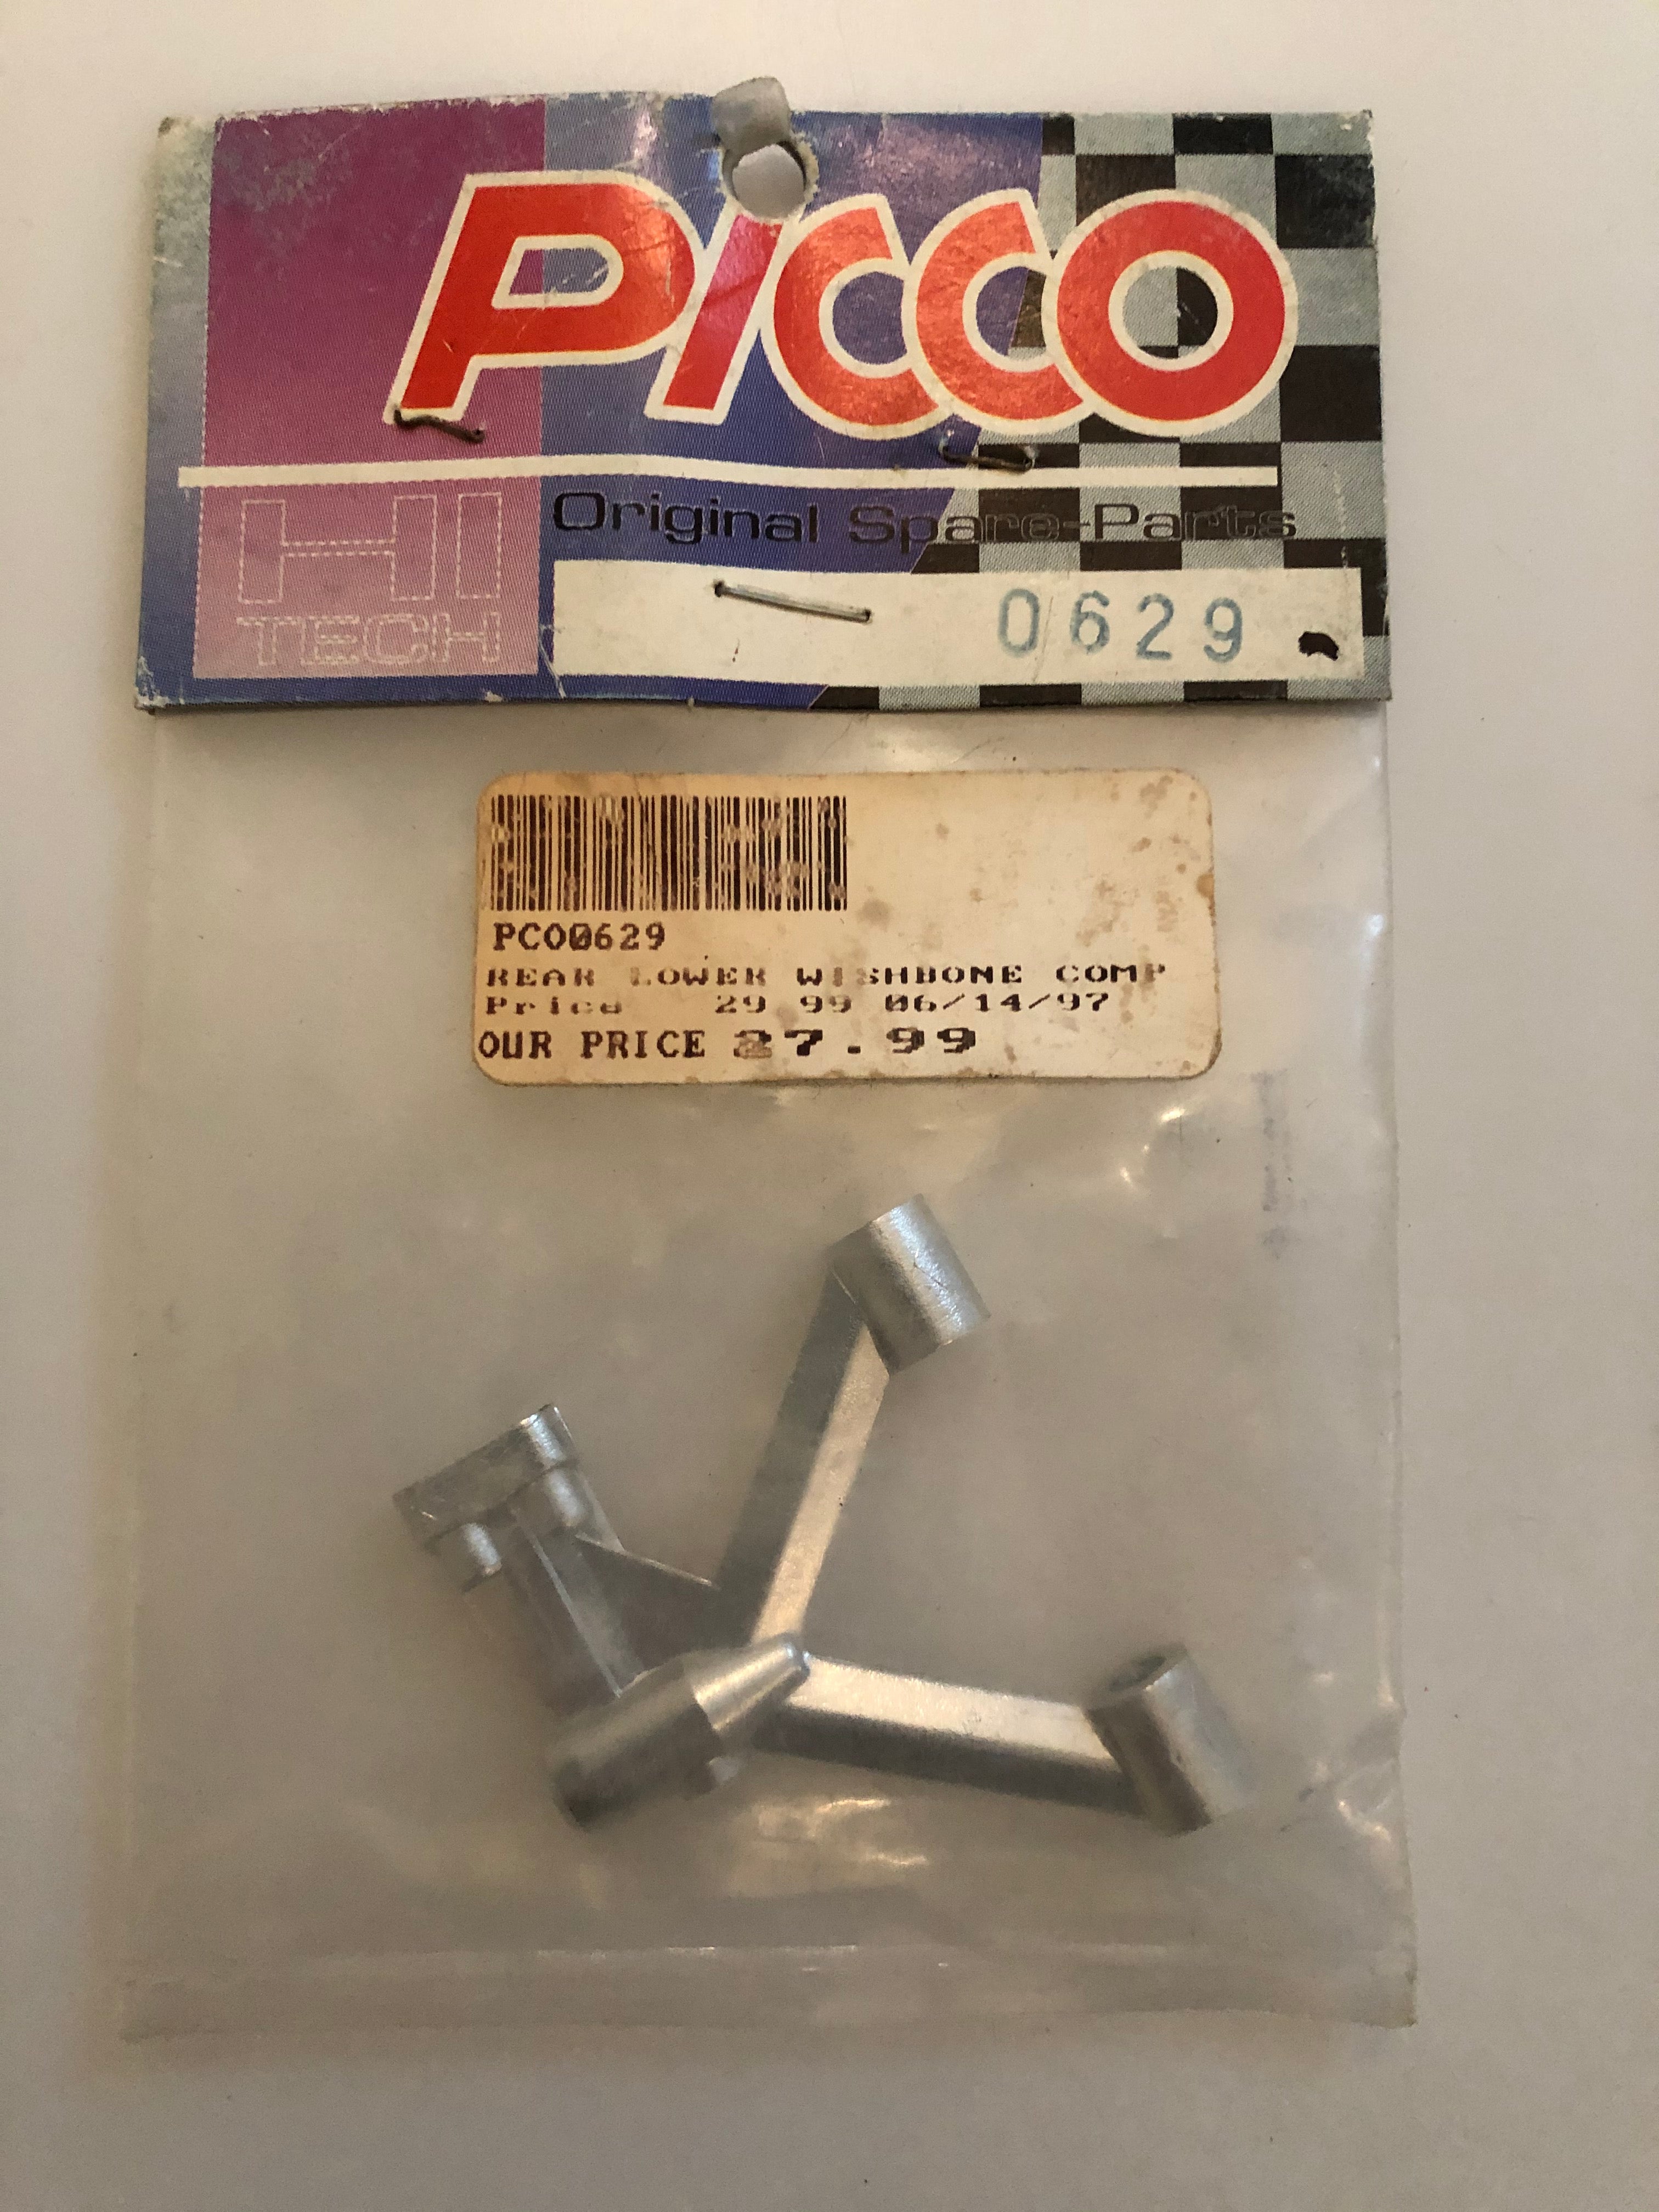 PICCO
HI
TECH
Original Spare-Parts
0629
PCO0629
REAR LOWER WISHBONE COMP
Price 29 99 06/14/97
OUR PRICE 27.99